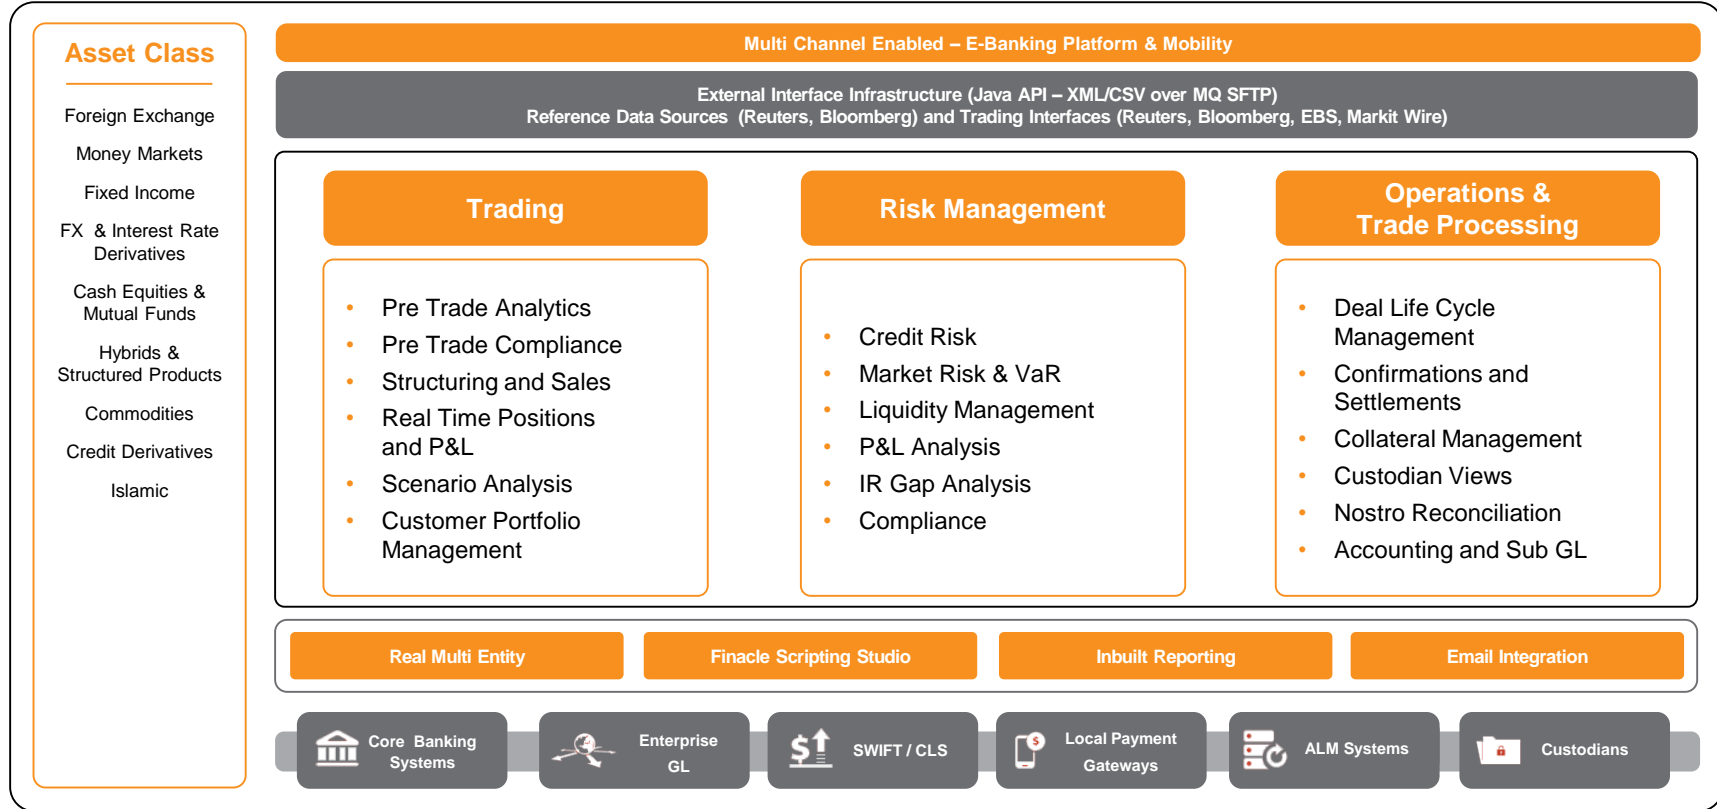 Asset Class
Foreign Exchange
Money Markets
Fixed Income
FX & Interest Rate
Derivatives
Cash Equities &
Mutual Funds
Hybrids &
Structured Products
Commodities
Credit Derivatives
Islamic
Multi Channel Enabled – E-Banking Platform & Mobility
External Interface Infrastructure (Java API – XML/CSV over MQ SFTP)
Reference Data Sources (Reuters, Bloomberg) and Trading Interfaces (Reuters, Bloomberg, EBS, Markit Wire)
Trading
• Pre Trade Analytics
• Pre Trade Compliance
• Structuring and Sales
• Real Time Positions
and P&L
• Scenario Analysis
• Customer Portfolio
Management
Risk Management
• Credit Risk
• Market Risk & VaR
• Liquidity Management
• P&L Analysis
• IR Gap Analysis
• Compliance
Operations &
Trade Processing
• Deal Life Cycle
Management
• Confirmations and
Settlements
• Collateral Management
• Custodian Views
• Nostro Reconciliation
• Accounting and Sub GL
Real Multi Entity
Finacle Scripting Studio
Inbuilt Reporting
Email Integration
Core Banking
Systems
Enterprise
GL
$
SWIFT / CLS
$
Local Payment
Gateways
ALM Systems
Custodians